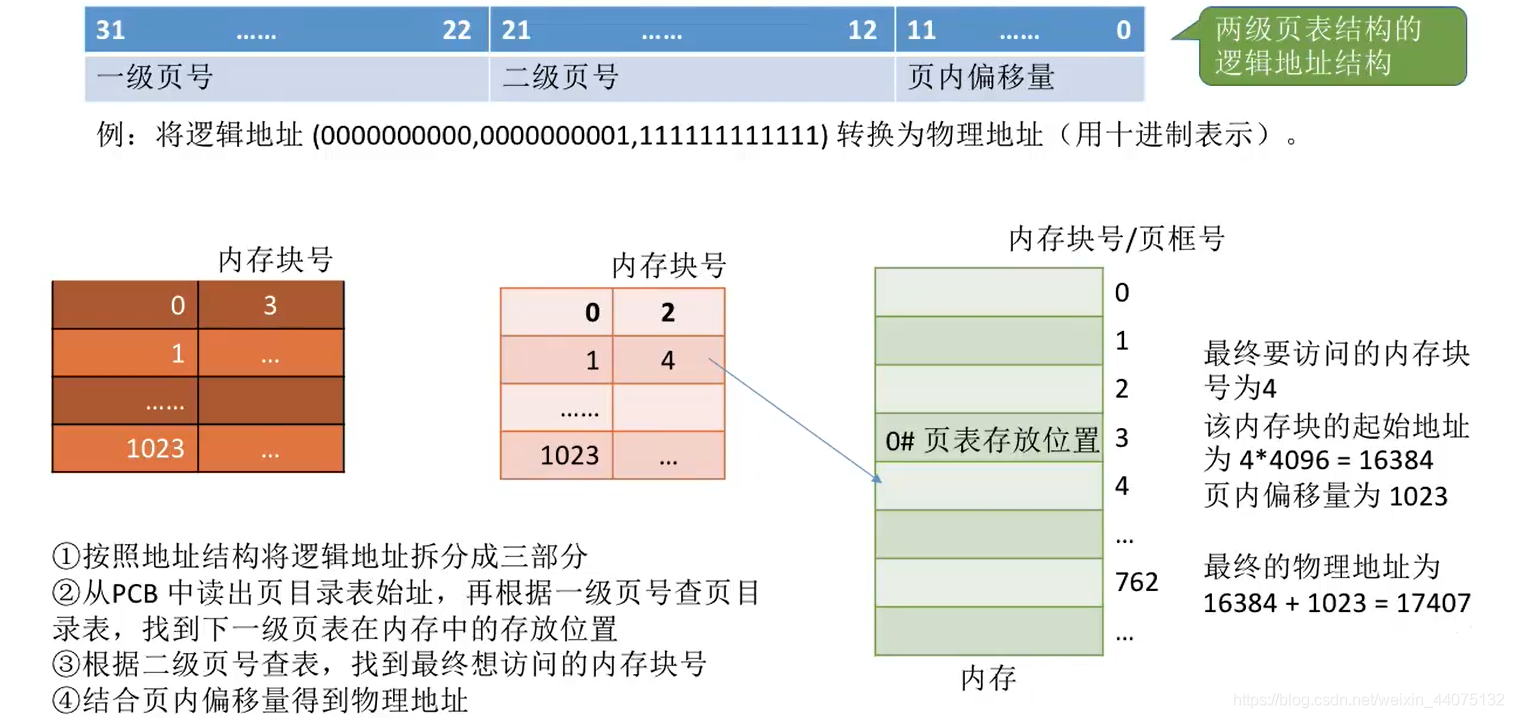 31 …… 22 21 …… 12 11 …… 0
一级页号 二级页号 页内偏移量
两级页表结构的
逻辑地址结构
例：将逻辑地址 (0000000000,0000000001,111111111111) 转换为物理地址（用十进制表示）。
内存块号
0 3
1 …
……
1023 …
内存块号
0 2
1 4
……
1023 …
内存块号/页框号
0
1
2
0# 页表存放位置 3
4
…
762
…
内存
最终要访问的内存块
号为4
该内存块的起始地址
为 4*4096 = 16384
页内偏移量为 1023
最终的物理地址为
16384 + 1023 = 17407
①按照地址结构将逻辑地址拆分成三部分
②从PCB 中读出页目录表始址，再根据一级页号查页目
录表，找到下一级页表在内存中的存放位置
③根据二级页号查表，找到最终想访问的内存块号
④结合页内偏移量得到物理地址
https://blog.csdn.net/weixin_44075132